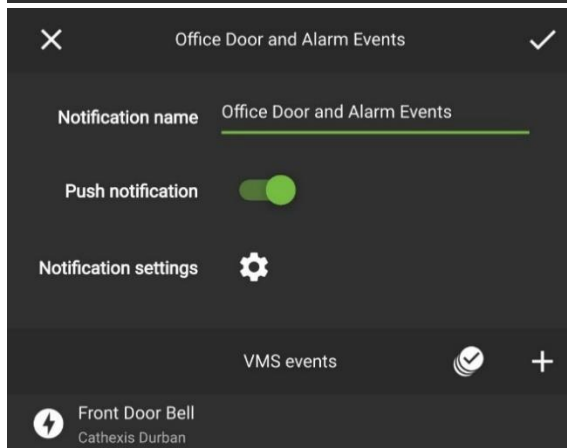 Office Door and Alarm Events
Notification name Office Door and Alarm Events
Push notification
Notification settings
VMS events
Front Door Bell
Cathexis Durban